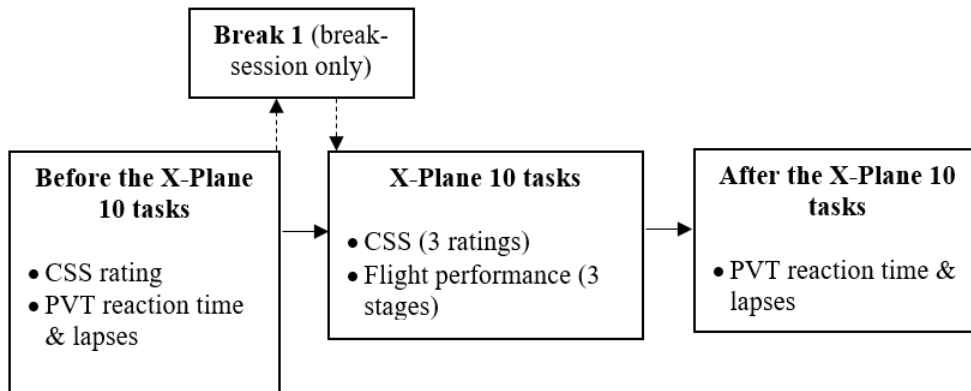 Break 1 (break-
session only)
Before the X-Plane
10 tasks
• CSS rating
• PVT reaction time
& lapses
X-Plane 10 tasks
• CSS (3 ratings)
• Flight performance (3
stages)
After the X-Plane 10
tasks
• PVT reaction time &
lapses